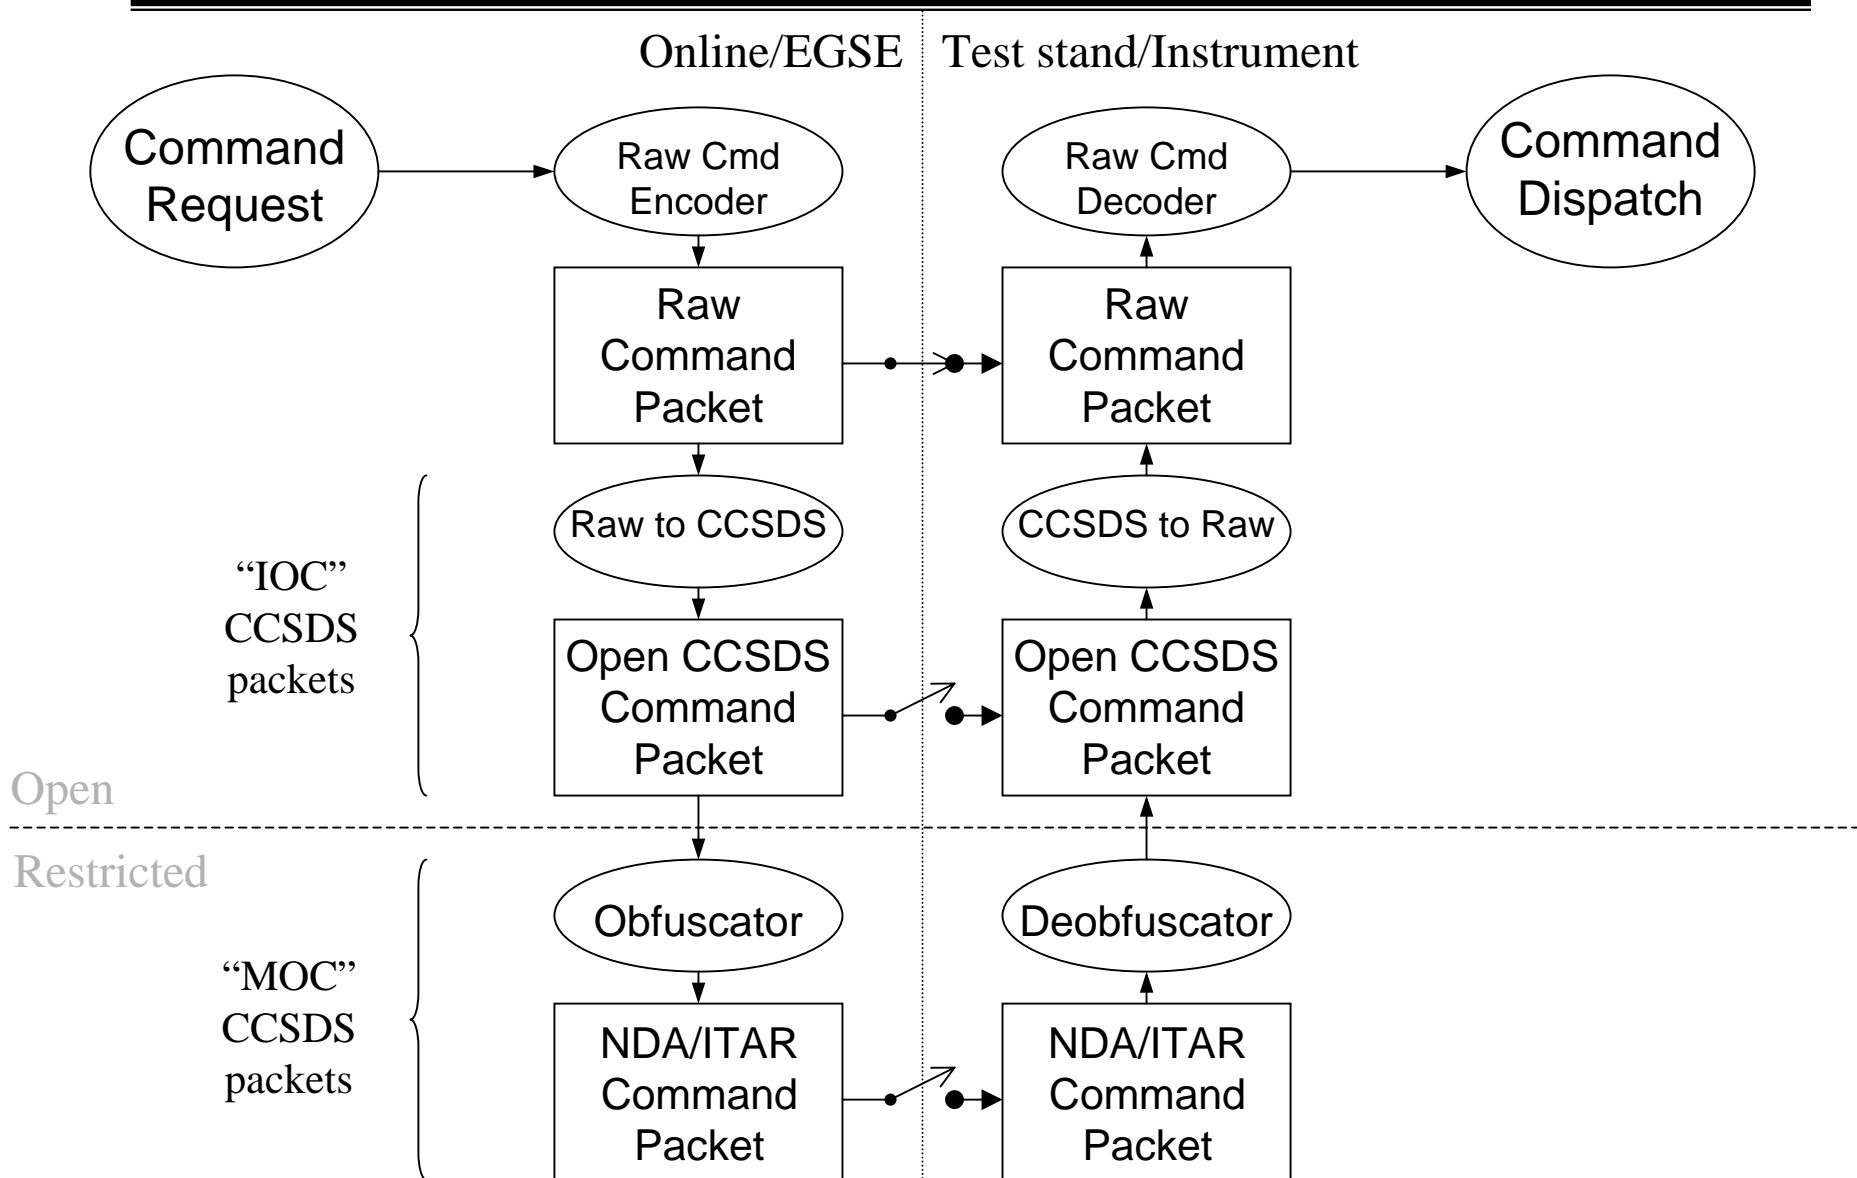 Online/EGSE
Test stand/Instrument
Command
Request
Raw Cmd
Encoder
Raw Cmd
Decoder
Command
Dispatch
Raw
Command
Packet
Raw
Command
Packet
“IOC”
CCSDS
packets
Raw to CCSDS
CCSDS to Raw
Open CCSDS
Command
Packet
Open CCSDS
Command
Packet
Open
Restricted
“MOC”
CCSDS
packets
Obfuscator
Deobfuscator
NDA/ITAR
Command
Packet
NDA/ITAR
Command
Packet